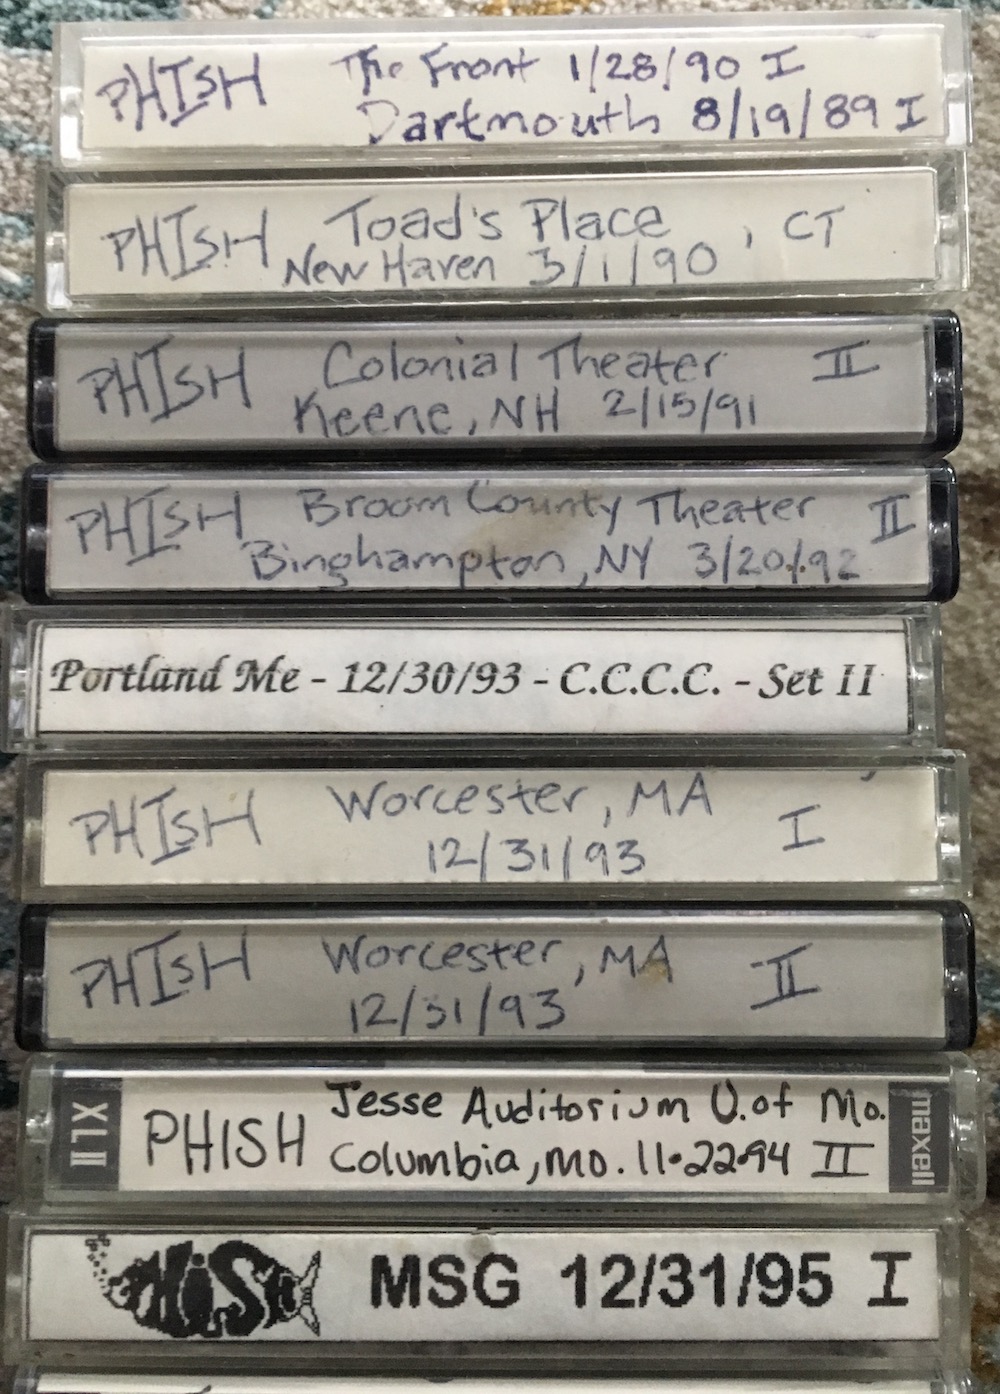 PHISH The Front 1/28/90 I
Dartmouth 8/19/89 I
PHISH Toad's Place, CT
New Haven 3/1/90
PHISH Colonial Theater II
Keene, NH 2/15/91
PHISH Broom County Theater II
Binghampton, NY 3/20/92
Portland Me - 12/30/93 - C.C.C.C. - Set II
PHISH Worcester, MA I
12/31/93
PHISH Worcester, MA II
12/31/93
XLII PHISH Jesse Auditorium U. of Mo. maxell
Columbia, Mo. 11•22•94 II
PHISH MSG 12/31/95 I